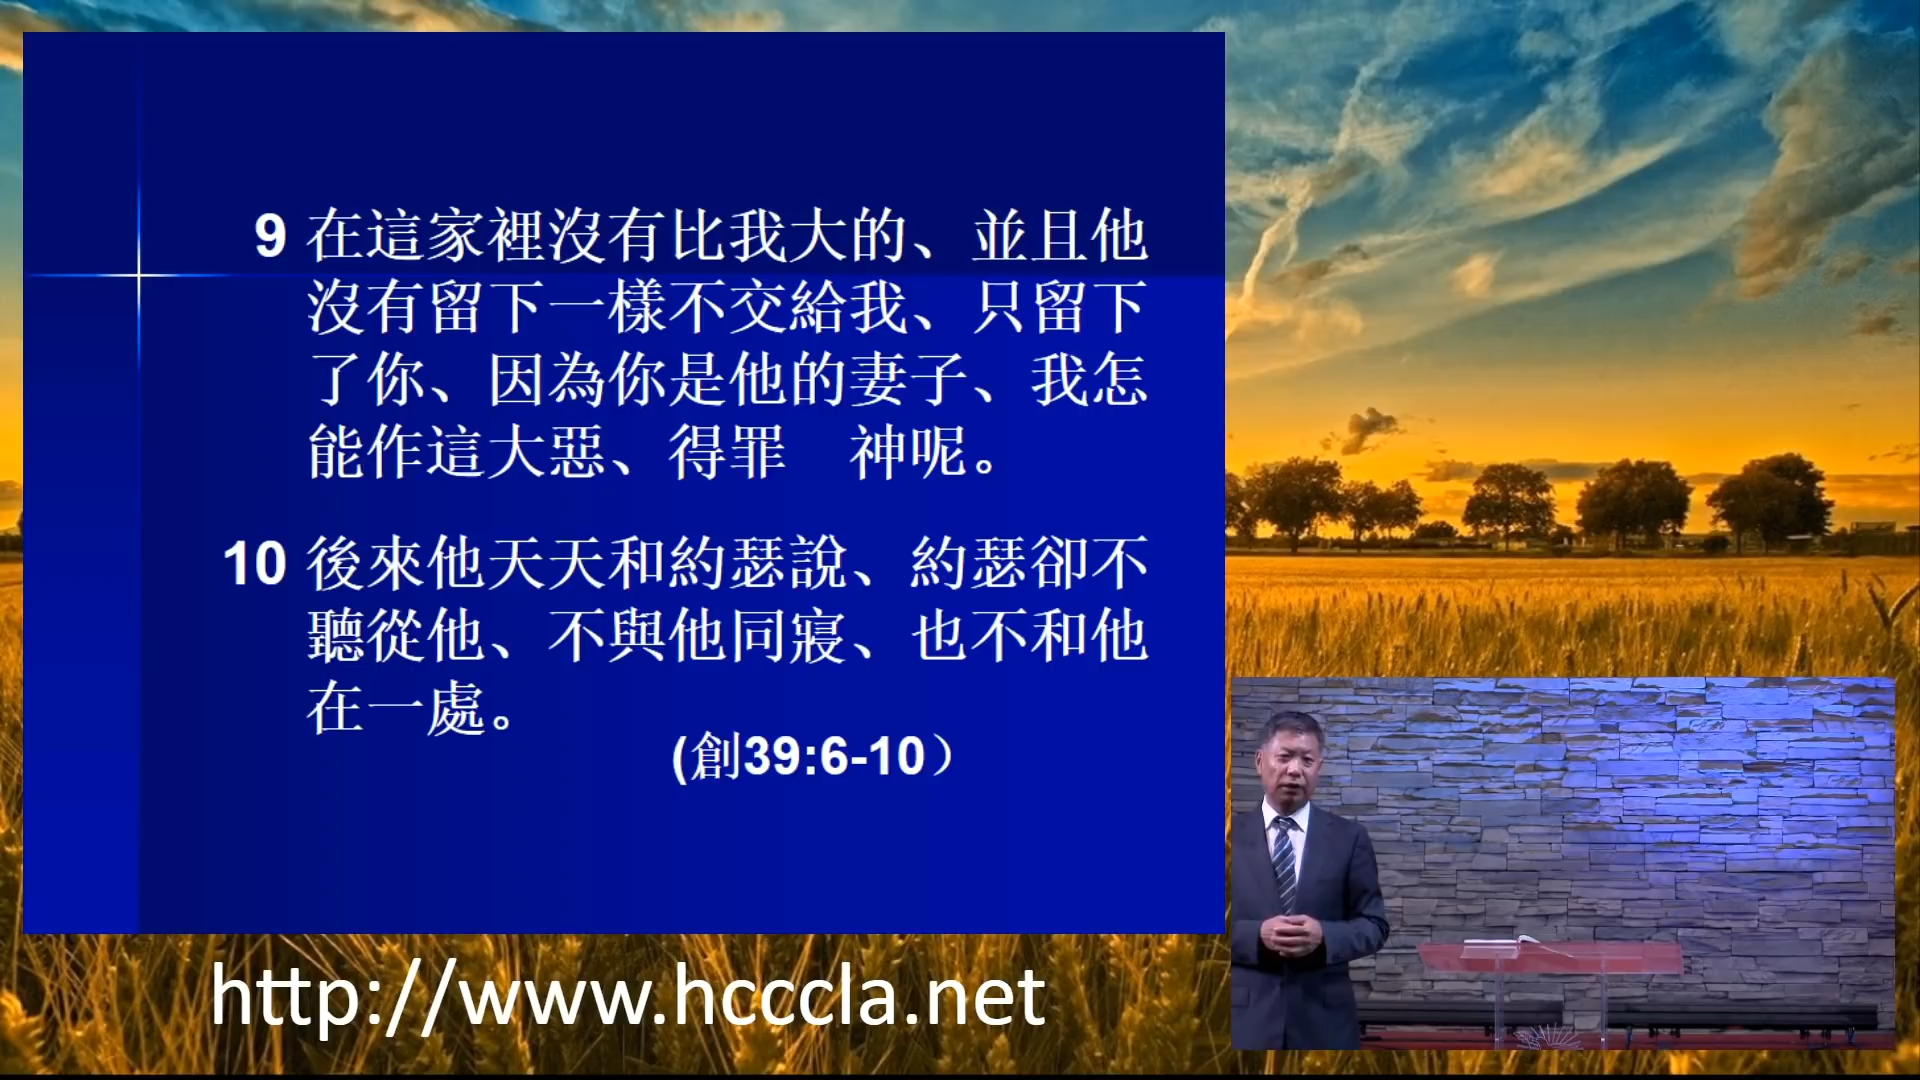 9 在這家裡沒有比我大的、並且他
沒有留下一樣不交給我、只留下
了你、因為你是他的妻子、我怎
能作這大惡、得罪　神呢。
10 後來他天天和約瑟說、約瑟卻不
聽從他、不與他同寢、也不和他
在一處。
(創39:6-10）
http://www.hcccla.net